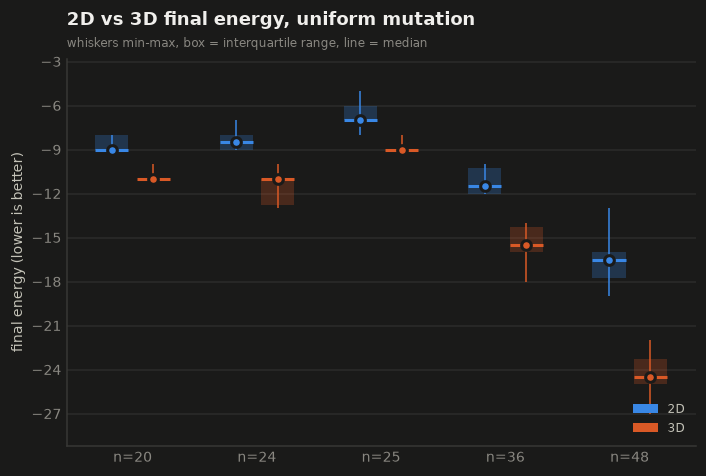 2D vs 3D final energy, uniform mutation
whiskers min-max, box = interquartile range, line = median
final energy (lower is better)
−3
−6
−9
−12
−15
−18
−21
−24
−27
n=20
n=24
n=25
n=36
n=48
2D
3D